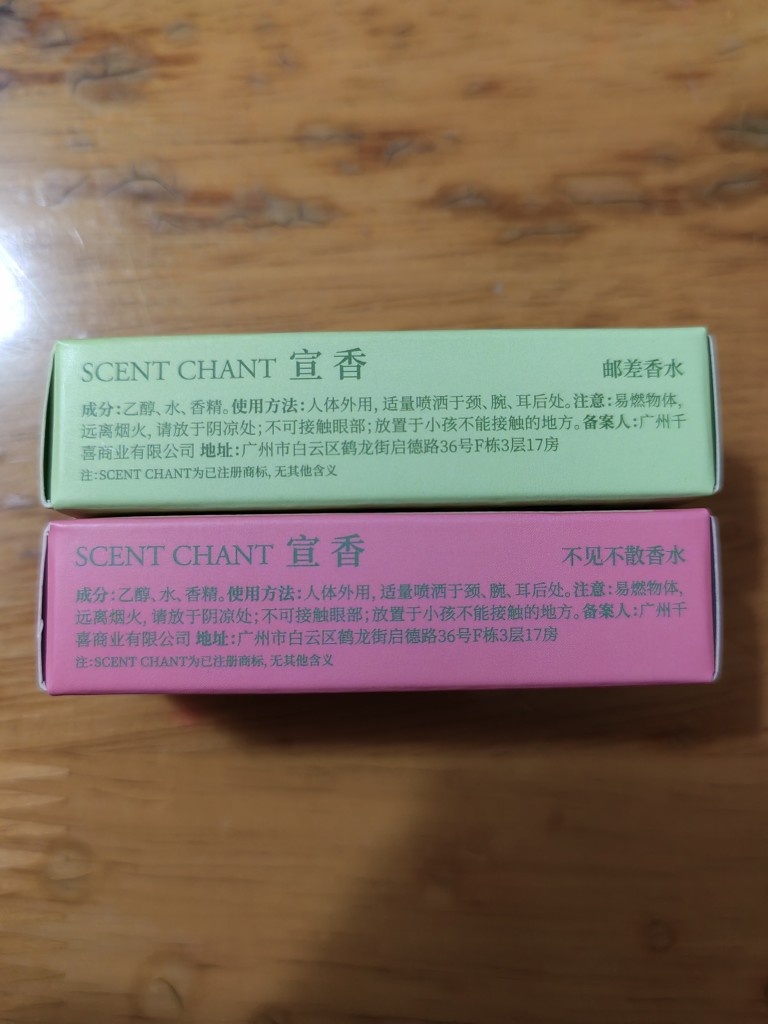 SCENT CHANT 宣香 邮差香水
成分:乙醇、水、香精。使用方法:人体外用, 适量喷洒于颈、腕、耳后处。注意:易燃物体,
远离烟火, 请放于阴凉处; 不可接触眼部; 放置于小孩不能接触的地方。备案人:广州千
喜商业有限公司 地址:广州市白云区鹤龙街启德路36号F栋3层17房
注:SCENT CHANT为已注册商标, 无其他含义
SCENT CHANT 宣香 不见不散香水
成分:乙醇、水、香精。使用方法:人体外用, 适量喷洒于颈、腕、耳后处。注意:易燃物体,
远离烟火, 请放于阴凉处; 不可接触眼部; 放置于小孩不能接触的地方。备案人:广州千
喜商业有限公司 地址:广州市白云区鹤龙街启德路36号F栋3层17房
注:SCENT CHANT为已注册商标, 无其他含义